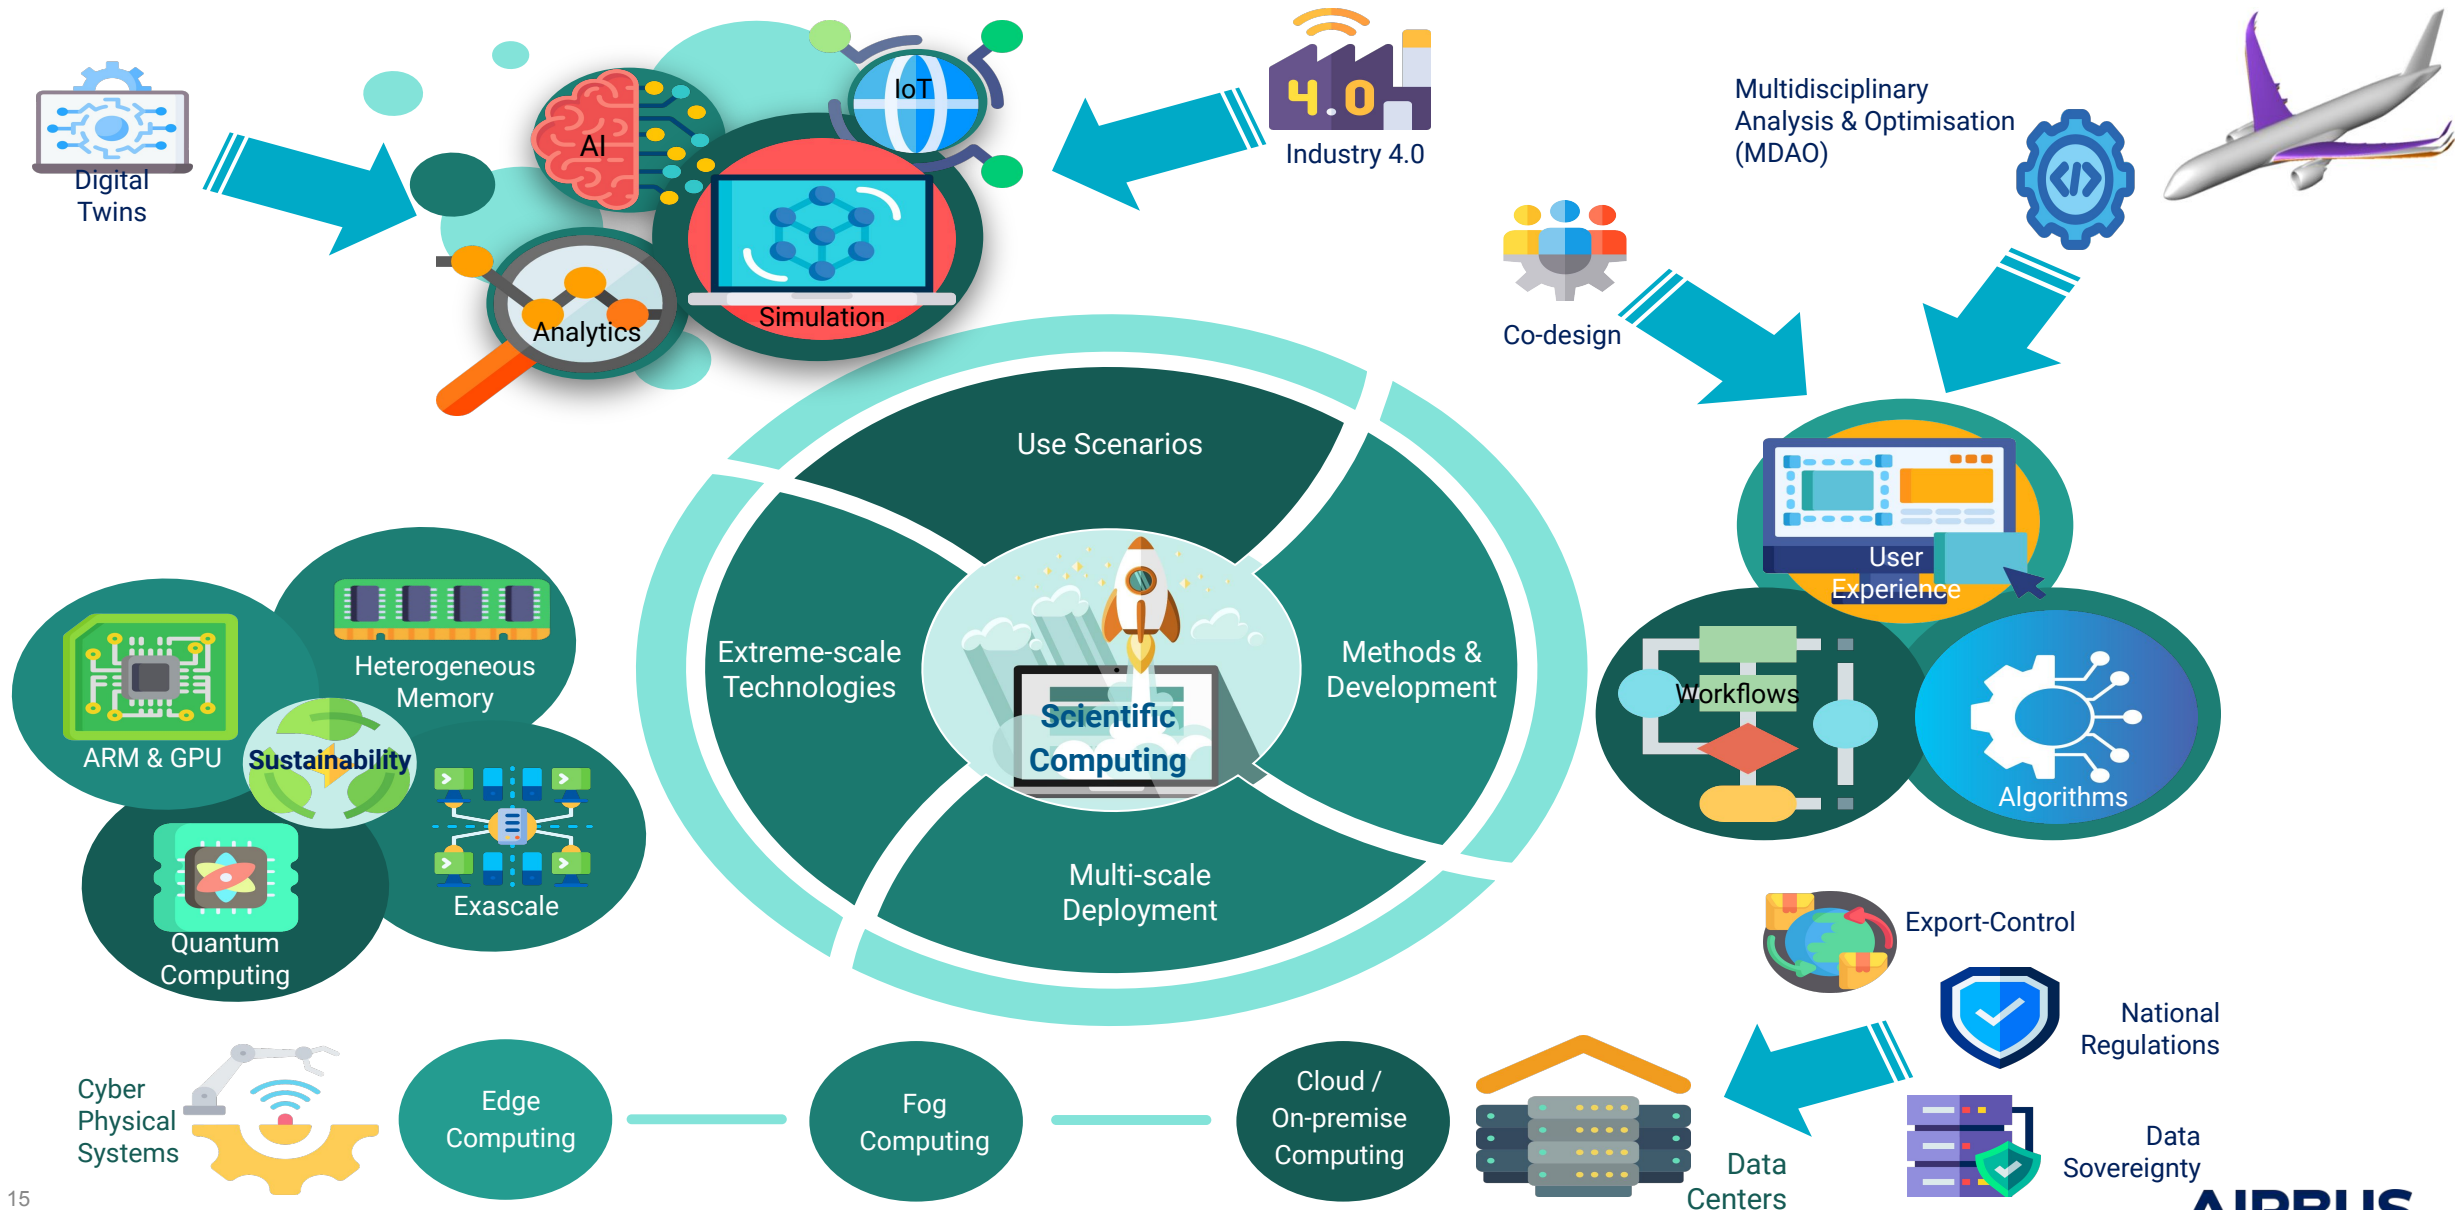 Digital
Twins
AI
IoT
Analytics
Simulation
4.0
Industry 4.0
Multidisciplinary
Analysis & Optimisation
(MDAO)
Co-design
Use Scenarios
Extreme-scale
Technologies
Methods &
Development
Multi-scale
Deployment
Scientific
Computing
Heterogeneous
Memory
ARM & GPU
Sustainability
Exascale
Quantum
Computing
User
Experience
Workflows
Algorithms
Export-Control
National
Regulations
Data
Sovereignty
Cyber
Physical
Systems
Edge
Computing
Fog
Computing
Cloud /
On-premise
Computing
Data
Centers
15
AIRBUS